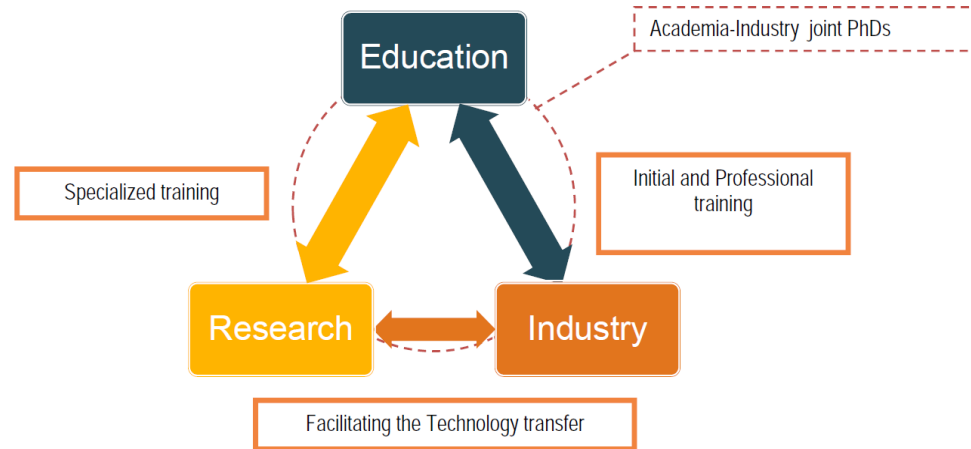 Education
Academia-Industry joint PhDs
Specialized training
Initial and Professional
training
Research
Industry
Facilitating the Technology transfer